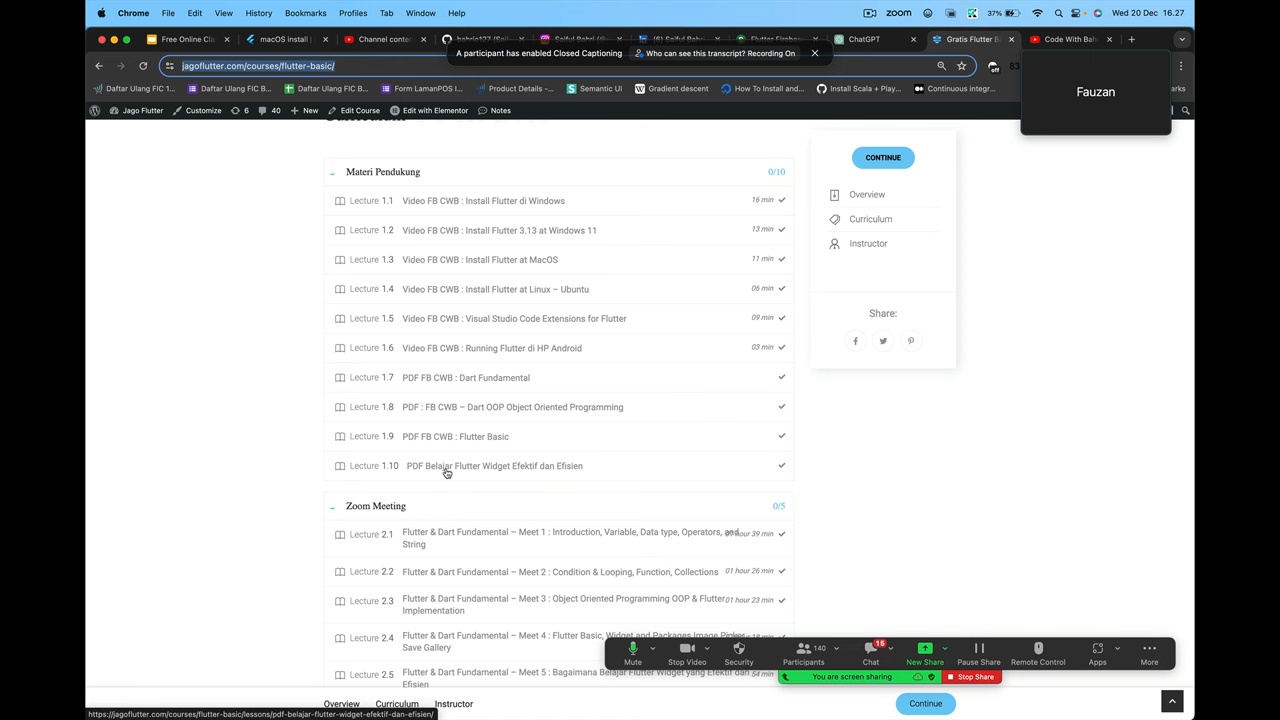 Chrome File Edit View History Bookmarks Profiles Tab Window Help zoom 37% Wed 20 Dec 16.27
Free Online Cla macOS install | Channel conten ChatGPT Gratis Flutter B Code With Bah
A participant has enabled Closed Captioning Who can see this transcript? Recording On
jagoflutter.com/courses/flutter-basic/ off
Daftar Ulang FIC 1... Daftar Ulang FIC B... Daftar Ulang FIC B... Form LamanPOS I... Product Details -... Semantic UI Gradient descent How To Install and... Install Scala + Play... Continuous integr...
Jago Flutter Customize 6 40 New Edit Course Edit with Elementor Notes
Fauzan
Materi Pendukung 0/10
Lecture 1.1 Video FB CWB : Install Flutter di Windows 16 min
Lecture 1.2 Video FB CWB : Install Flutter 3.13 at Windows 11 13 min
Lecture 1.3 Video FB CWB : Install Flutter at MacOS 11 min
Lecture 1.4 Video FB CWB : Install Flutter at Linux – Ubuntu 06 min
Lecture 1.5 Video FB CWB : Visual Studio Code Extensions for Flutter 09 min
Lecture 1.6 Video FB CWB : Running Flutter di HP Android 03 min
Lecture 1.7 PDF FB CWB : Dart Fundamental
Lecture 1.8 PDF : FB CWB – Dart OOP Object Oriented Programming
Lecture 1.9 PDF FB CWB : Flutter Basic
Lecture 1.10 PDF Belajar Flutter Widget Efektif dan Efisien
CONTINUE
Overview
Curriculum
Instructor
Share:
Zoom Meeting 0/5
Lecture 2.1 Flutter & Dart Fundamental – Meet 1 : Introduction, Variable, Data type, Operators, and hour 39 min
String
Lecture 2.2 Flutter & Dart Fundamental – Meet 2 : Condition & Looping, Function, Collections 01 hour 26 min
Lecture 2.3 Flutter & Dart Fundamental – Meet 3 : Object Oriented Programming OOP & Flutter 01 hour 23 min
Implementation
Lecture 2.4 Flutter & Dart Fundamental – Meet 4 : Flutter Basic, Widget and Packages Image Picker
Save Gallery
Lecture 2.5 Flutter & Dart Fundamental – Meet 5 : Bagaimana Belajar Flutter Widget yang Efektif dan 54 min
Efisien
16 140
Mute Stop Video Security Participants Chat New Share Pause Share Remote Control Apps More
You are screen sharing Stop Share
Overview Curriculum Instructor Continue
https://jagoflutter.com/courses/flutter-basic/lessons/pdf-belajar-flutter-widget-efektif-dan-efisien/